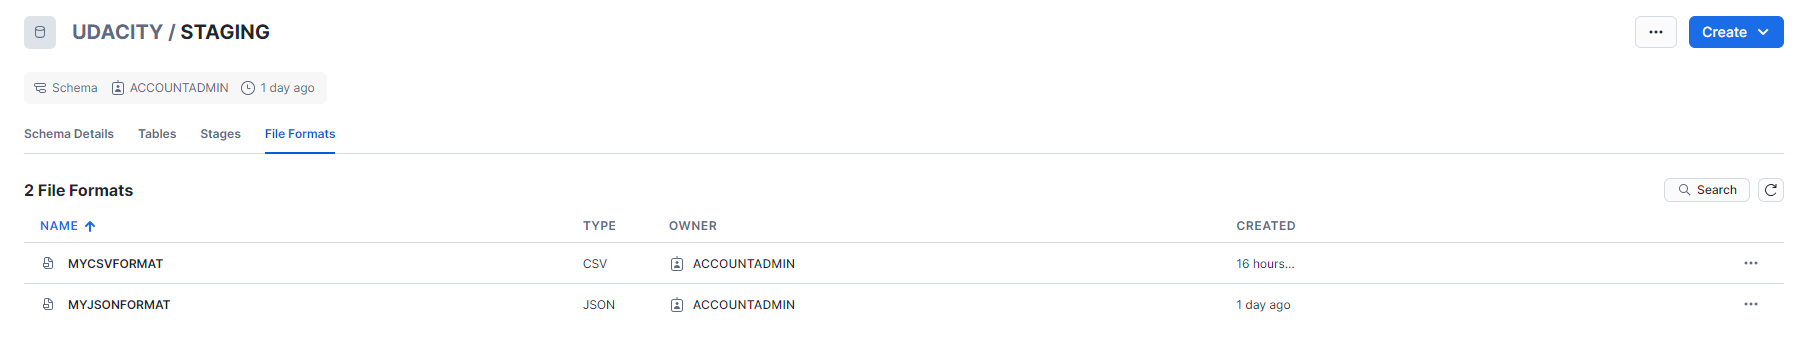 UDACITY / STAGING
... Create
Schema ACCOUNTADMIN 1 day ago
Schema Details Tables Stages File Formats
2 File Formats Search
NAME TYPE OWNER CREATED
MYCSVFORMAT CSV ACCOUNTADMIN 16 hours... ...
MYJSONFORMAT JSON ACCOUNTADMIN 1 day ago ...